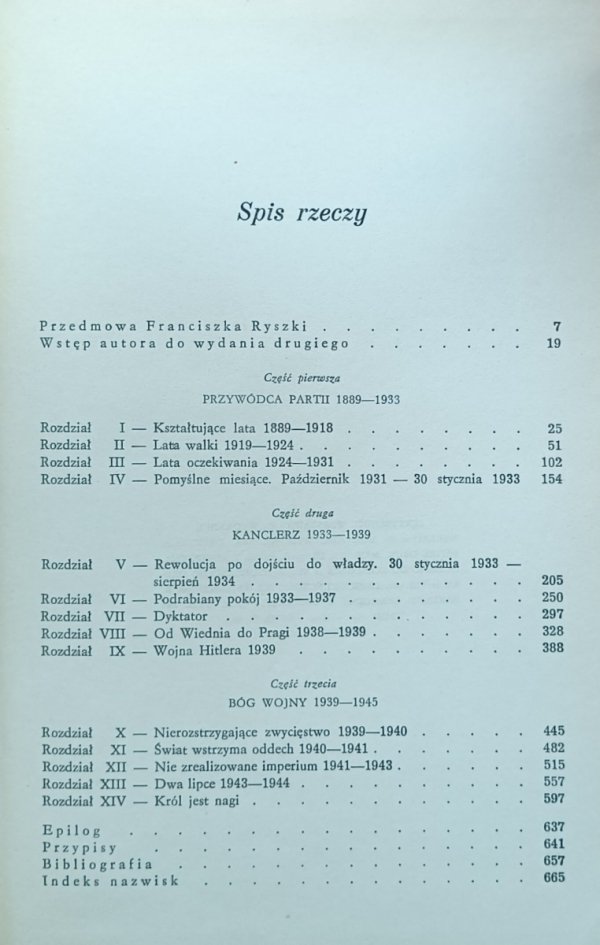 Spis rzeczy
Przedmowa Franciszka Ryszki . . . . . . . . 7
Wstęp autora do wydania drugiego . . . . . . 19
Część pierwsza
PRZYWÓDCA PARTII 1889—1933
Rozdział I — Kształtujące lata 1889—1918 . . . . . . . . 25
Rozdział II — Lata walki 1919—1924 . . . . . . . . . 51
Rozdział III — Lata oczekiwania 1924—1931 . . . . . . . . 102
Rozdział IV — Pomyślne miesiące. Październik 1931 — 30 stycznia 1933 154
Część druga
KANCLERZ 1933—1939
Rozdział V — Rewolucja po dojściu do władzy. 30 stycznia 1933 —
sierpień 1934 . . . . . . . . . . . 205
Rozdział VI — Podrabiany pokój 1933—1937 . . . . . . . . 250
Rozdział VII — Dyktator . . . . . . . . . . . 297
Rozdział VIII — Od Wiednia do Pragi 1938—1939 . . . . . . . 328
Rozdział IX — Wojna Hitlera 1939 . . . . . . . . . 388
Część trzecia
BÓG WOJNY 1939—1945
Rozdział X — Nierozstrzygające zwycięstwo 1939—1940 . . . . . 445
Rozdział XI — Świat wstrzyma oddech 1940—1941 . . . . . . 482
Rozdział XII — Nie zrealizowane imperium 1941—1943 . . . . . 515
Rozdział XIII — Dwa lipce 1943—1944 . . . . . . . . . 557
Rozdział XIV — Król jest nagi . . . . . . . . . . 597
Epilog . . . . . . . . . . . . . 637
Przypisy . . . . . . . . . . . . 641
Bibliografia . . . . . . . . . . . 657
Indeks nazwisk . . . . . . . . . . 665